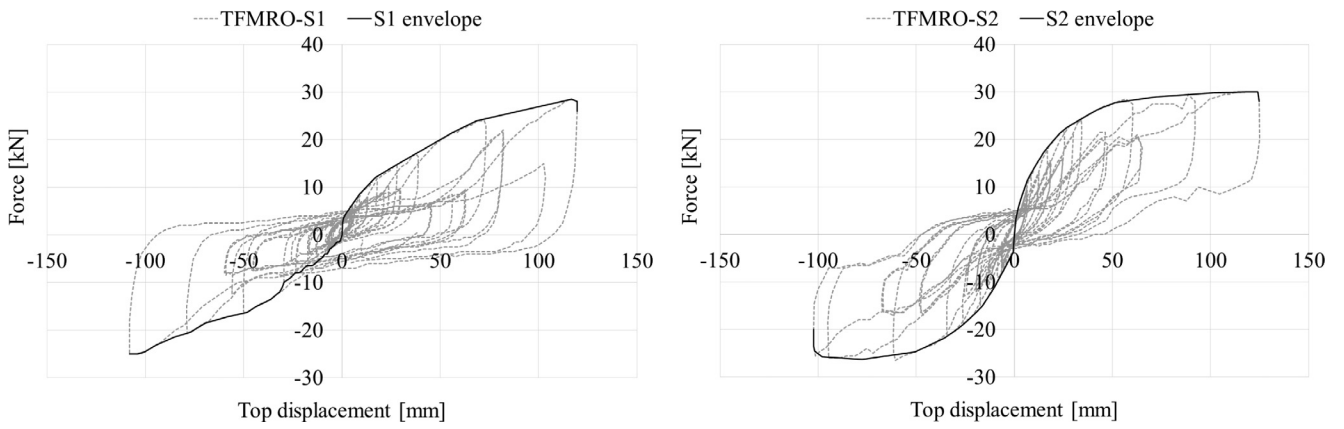 TFMRO-S1 S1 envelope
40
30
20
10
0
-10
-20
-30
-150 -100 -50 0 50 100 150
Force [kN]
Top displacement [mm]
TFMRO-S2 S2 envelope
40
30
20
10
0
-10
-20
-30
-150 -100 -50 0 50 100 150
Force [kN]
Top displacement [mm]